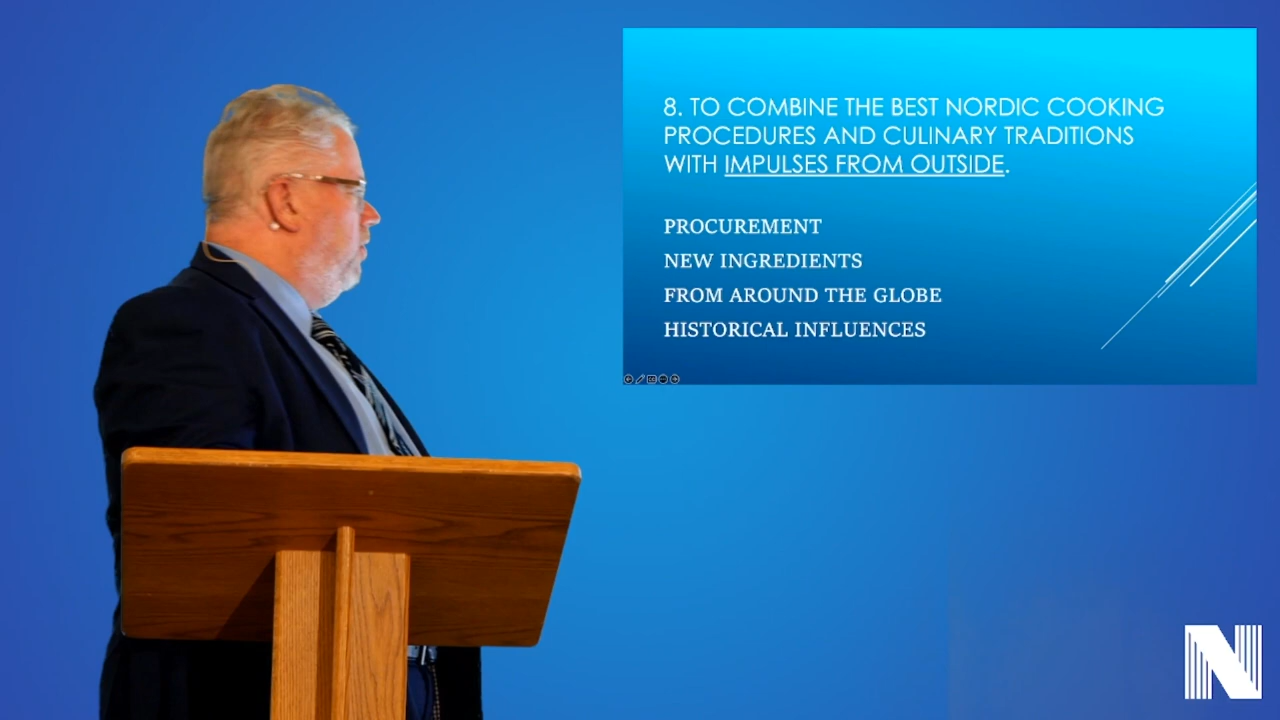 8. TO COMBINE THE BEST NORDIC COOKING
PROCEDURES AND CULINARY TRADITIONS
WITH IMPULSES FROM OUTSIDE.
PROCUREMENT
NEW INGREDIENTS
FROM AROUND THE GLOBE
HISTORICAL INFLUENCES
N